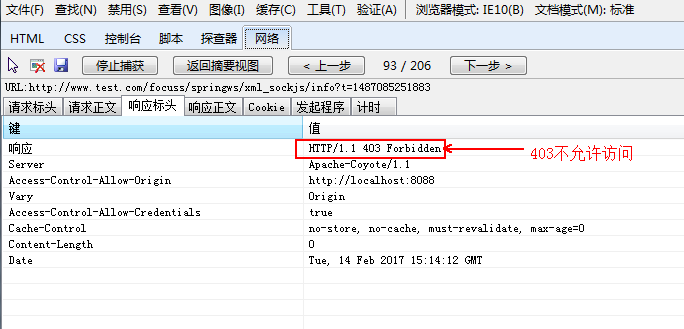 文件(F) 查找(N) 禁用(S) 查看(V) 图像(I) 缓存(C) 工具(T) 验证(A) 浏览器模式: IE10(B) 文档模式(M): 标准
HTML CSS 控制台 脚本 探查器 网络
停止捕获 返回摘要视图 < 上一步 93 / 206 下一步 >
URL:http://www.test.com/focuss/springws/xml_sockjs/info?t=1487085251883
请求标头 请求正文 响应标头 响应正文 Cookie 发起程序 计时
键 值
响应 HTTP/1.1 403 Forbidden 403不允许访问
Server Apache-Coyote/1.1
Access-Control-Allow-Origin http://localhost:8088
Vary Origin
Access-Control-Allow-Credentials true
Cache-Control no-store, no-cache, must-revalidate, max-age=0
Content-Length 0
Date Tue, 14 Feb 2017 15:14:12 GMT